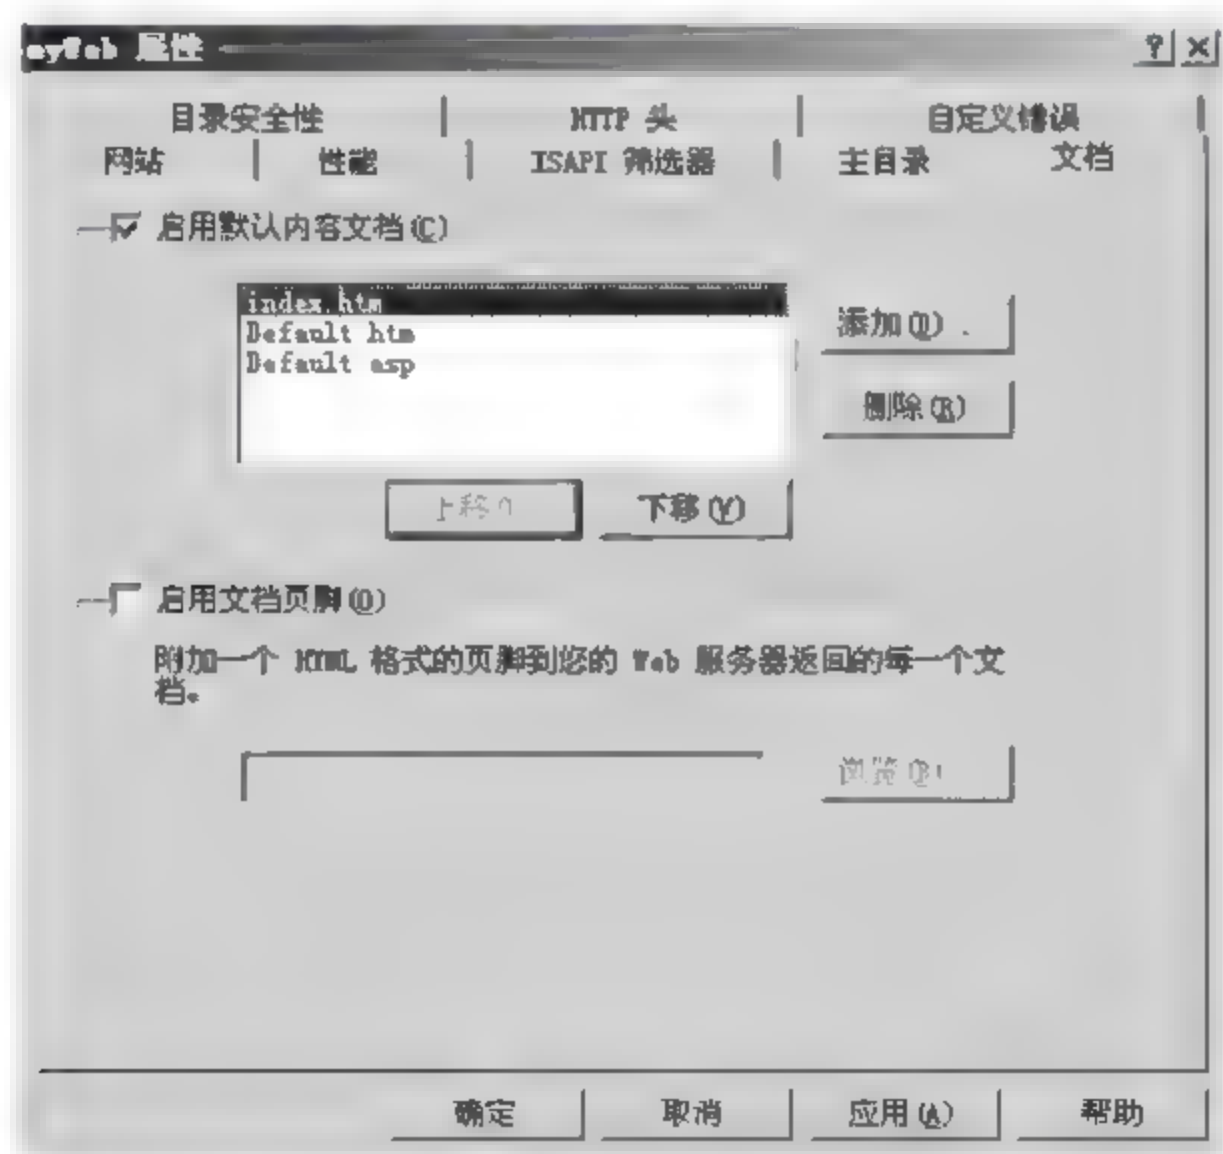 myWeb 属性
目录安全性 HTTP 头 自定义错误
网站 性能 ISAPI 筛选器 主目录 文档
启用默认内容文档(C)
index.htm
Default htm
Default asp
添加(D) .
删除(R)
上移
下移(Y)
启用文档页脚(O)
附加一个 HTML 格式的页脚到您的 Web 服务器返回的每一个文
档。
浏览(B)
确定 取消 应用(A) 帮助